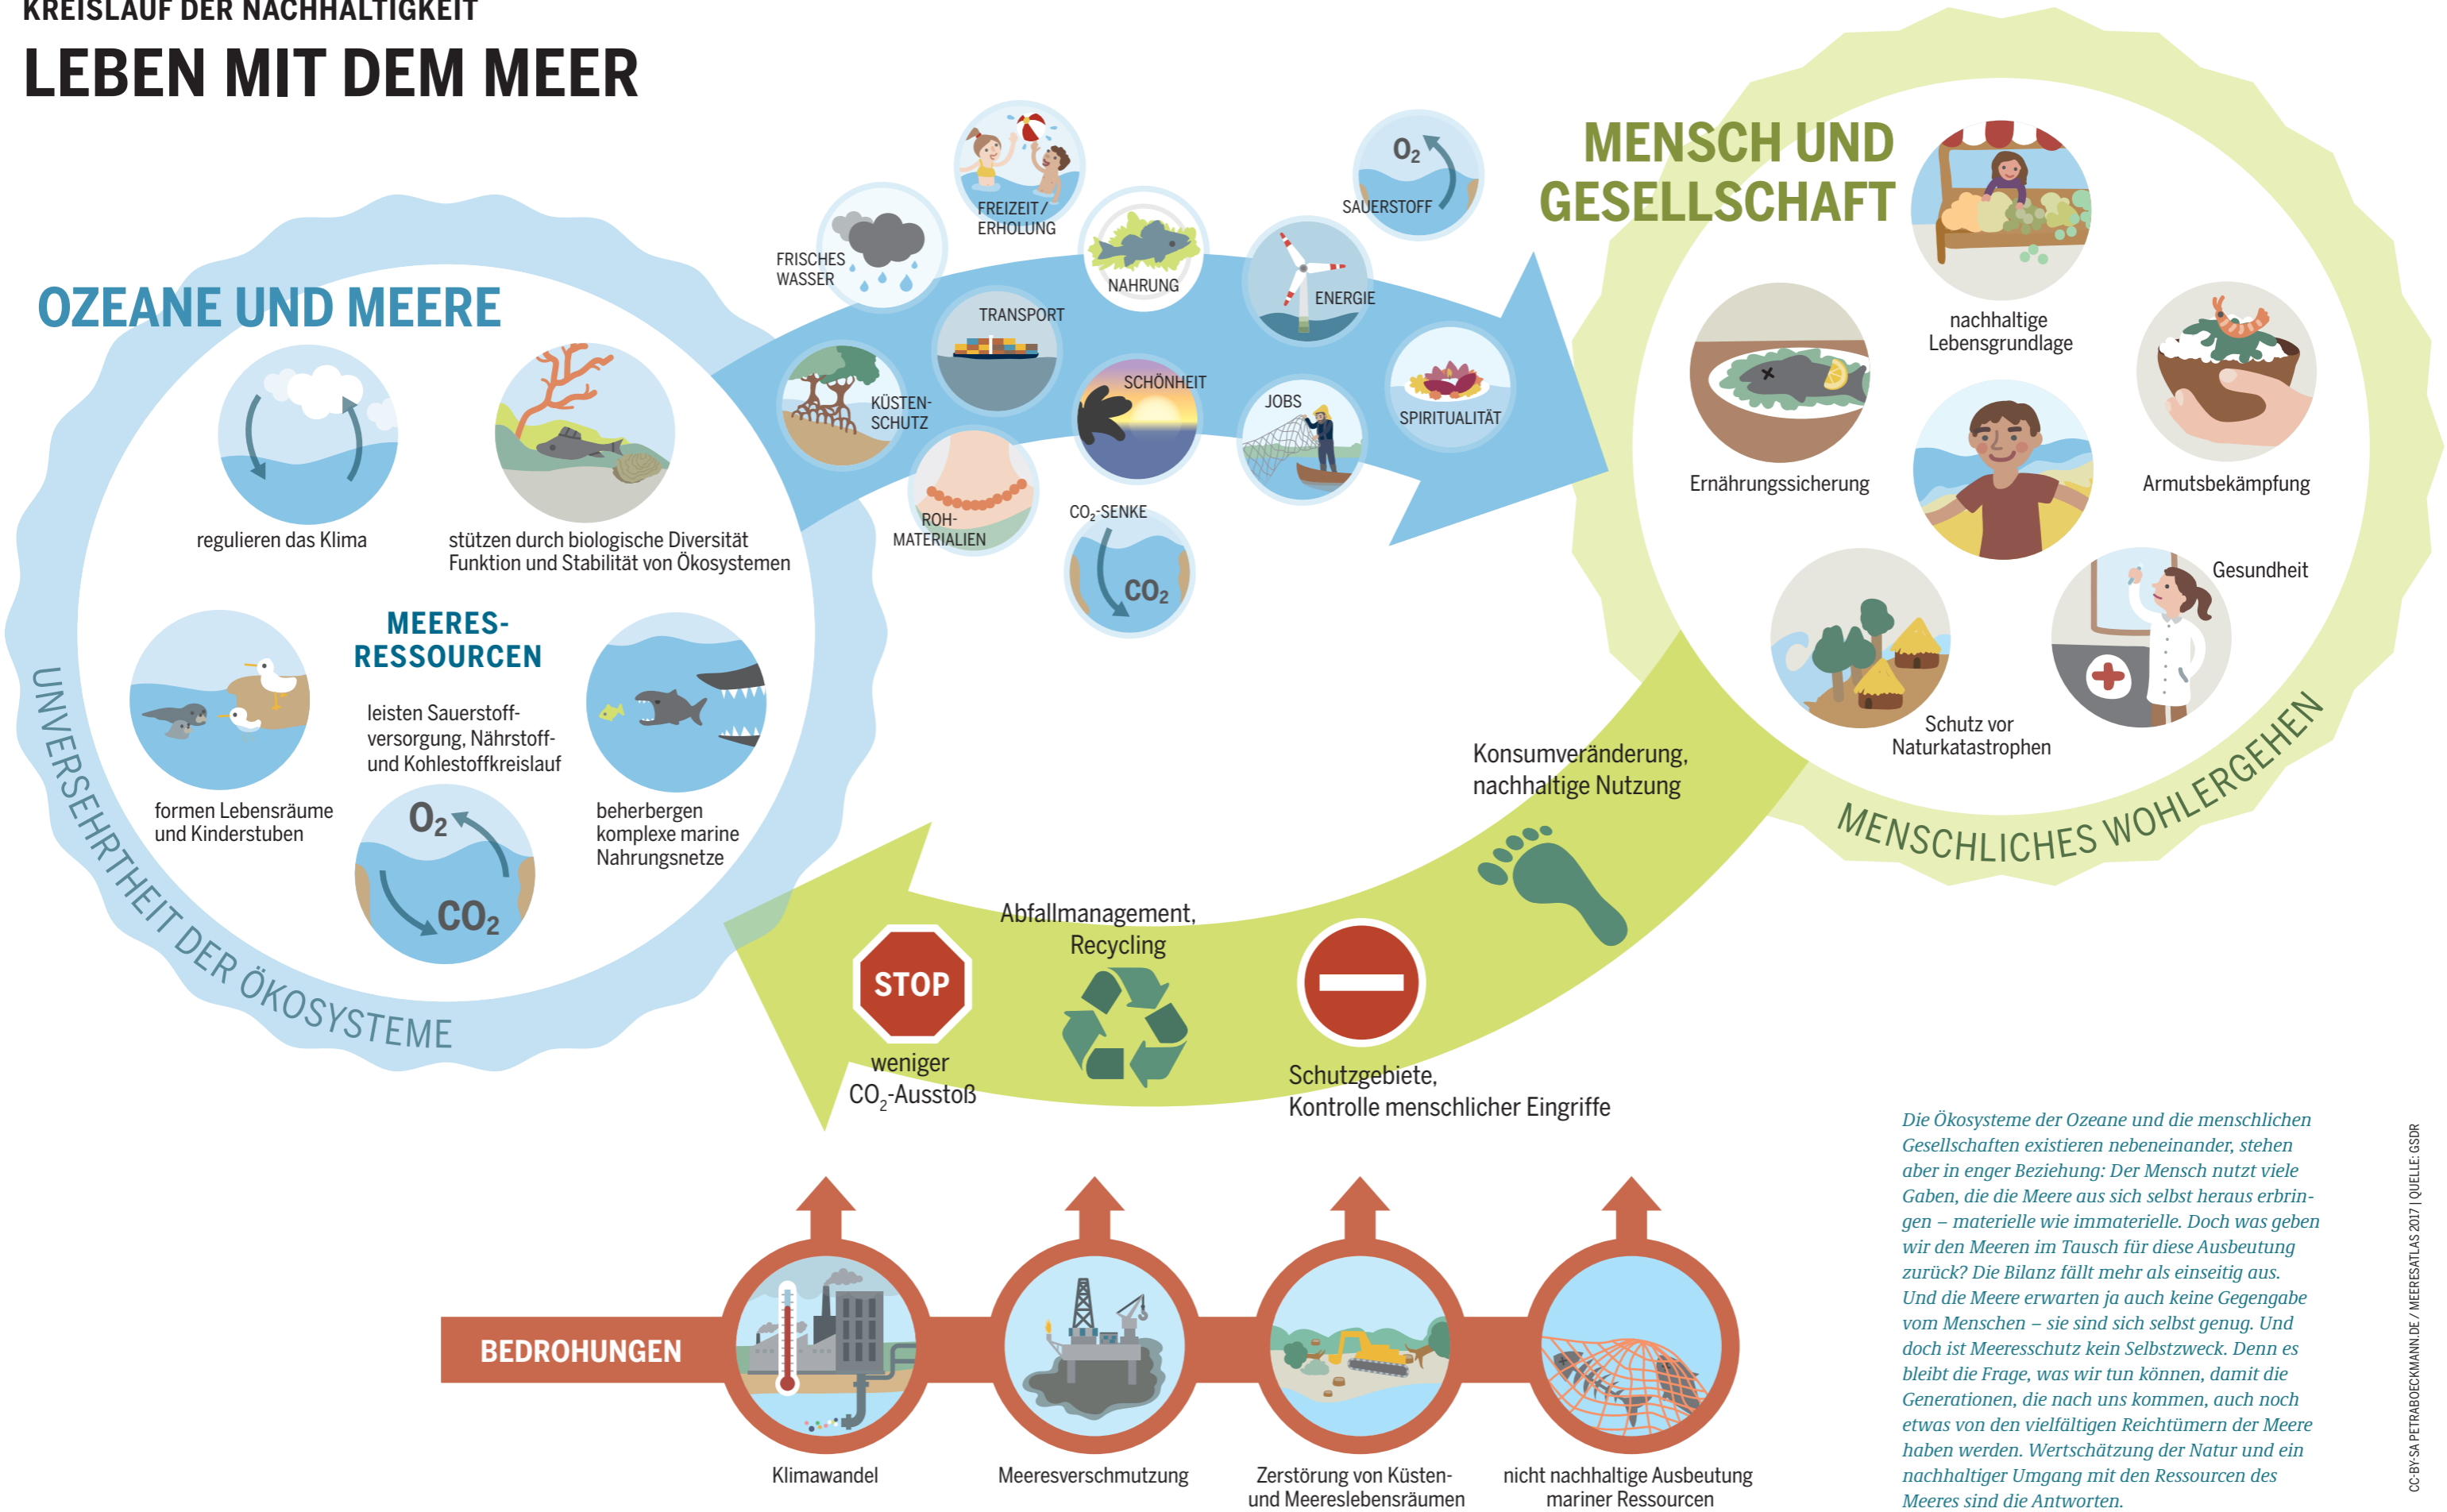 KREISLAUF DER NACHHALTIGKEIT
LEBEN MIT DEM MEER
OZEANE UND MEERE
regulieren das Klima
stützen durch biologische Diversität
Funktion und Stabilität von Ökosystemen
MEERES-
RESSOURCEN
formen Lebensräume
und Kinderstuben
leisten Sauerstoff-
versorgung, Nährstoff-
und Kohlestoffkreislauf
O₂
CO₂
beherbergen
komplexe marine
Nahrungsnetze
UNVERSEHRTHEIT DER ÖKOSYSTEME
FRISCHES
WASSER
FREIZEIT/
ERHOLUNG
NAHRUNG
O₂
SAUERSTOFF
ENERGIE
TRANSPORT
KÜSTEN-
SCHUTZ
SCHÖNHEIT
JOBS
SPIRITUALITÄT
ROH-
MATERIALIEN
CO₂-SENKE
CO₂
MENSCH UND
GESELLSCHAFT
nachhaltige
Lebensgrundlage
Ernährungssicherung
Armutsbekämpfung
Gesundheit
Schutz vor
Naturkatastrophen
MENSCHLICHES WOHLERGEHEN
Konsumveränderung,
nachhaltige Nutzung
Schutzgebiete,
Kontrolle menschlicher Eingriffe
Abfallmanagement,
Recycling
STOP
weniger
CO₂-Ausstoß
BEDROHUNGEN
Klimawandel
Meeresverschmutzung
Zerstörung von Küsten-
und Meereslebensräumen
nicht nachhaltige Ausbeutung
mariner Ressourcen
Die Ökosysteme der Ozeane und die menschlichen
Gesellschaften existieren nebeneinander, stehen
aber in enger Beziehung: Der Mensch nutzt viele
Gaben, die die Meere aus sich selbst heraus erbrin-
gen – materielle wie immaterielle. Doch was geben
wir den Meeren im Tausch für diese Ausbeutung
zurück? Die Bilanz fällt mehr als einseitig aus.
Und die Meere erwarten ja auch keine Gegengabe
vom Menschen – sie sind sich selbst genug. Und
doch ist Meeresschutz kein Selbstzweck. Denn es
bleibt die Frage, was wir tun können, damit die
Generationen, die nach uns kommen, auch noch
etwas von den vielfältigen Reichtümern der Meere
haben werden. Wertschätzung der Natur und ein
nachhaltiger Umgang mit den Ressourcen des
Meeres sind die Antworten.
CC-BY-SA PETRABOECKMANN.DE / MEERESATLAS 2017 | QUELLE: GSDR